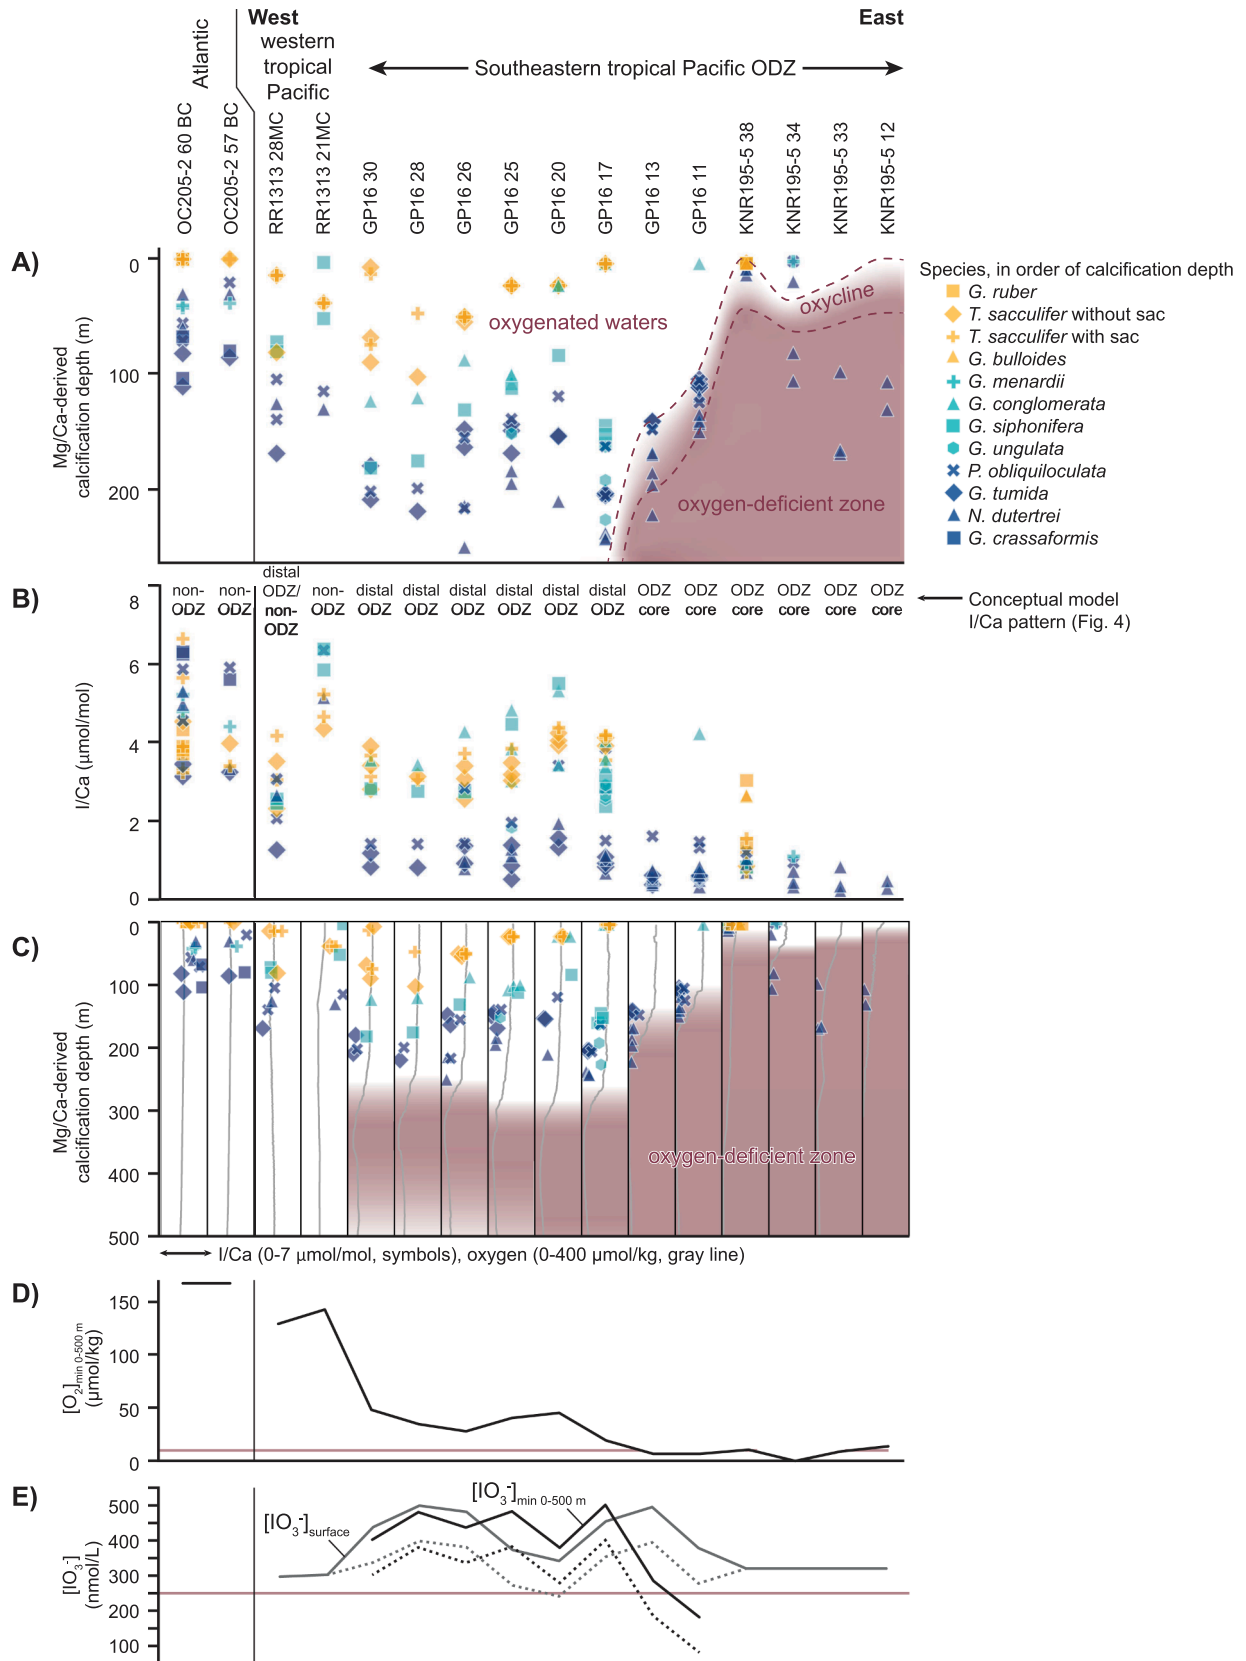 West
East
Atlantic
western
tropical
Pacific
Southeastern tropical Pacific ODZ
OC205-2 60 BC
OC205-2 57 BC
RR1313 28MC
RR1313 21MC
GP16 30
GP16 28
GP16 26
GP16 25
GP16 20
GP16 17
GP16 13
GP16 11
KNR195-5 38
KNR195-5 34
KNR195-5 33
KNR195-5 12
A)
Mg/Ca-derived
calcification depth (m)
0
100
200
oxygenated waters
oxycline
oxygen-deficient zone
Species, in order of calcification depth
G. ruber
T. sacculifer without sac
T. sacculifer with sac
G. bulloides
G. menardii
G. conglomerata
G. siphonifera
G. ungulata
P. obliquiloculata
G. tumida
N. dutertrei
G. crassaformis
B)
I/Ca (µmol/mol)
8
6
4
2
0
non-
ODZ
non-
ODZ
distal
ODZ/
non-
ODZ
non-
ODZ
distal
ODZ
distal
ODZ
distal
ODZ
distal
ODZ
distal
ODZ
distal
ODZ
ODZ
core
ODZ
core
ODZ
core
ODZ
core
ODZ
core
ODZ
core
Conceptual model
I/Ca pattern (Fig. 4)
C)
Mg/Ca-derived
calcification depth (m)
0
100
200
300
400
500
oxygen-deficient zone
I/Ca (0-7 µmol/mol, symbols), oxygen (0-400 µmol/kg, gray line)
D)
[O2]min 0-500 m
(µmol/kg)
150
100
50
0
E)
[IO3-]
(nmol/L)
500
400
300
200
100
[IO3-]surface
[IO3-]min 0-500 m